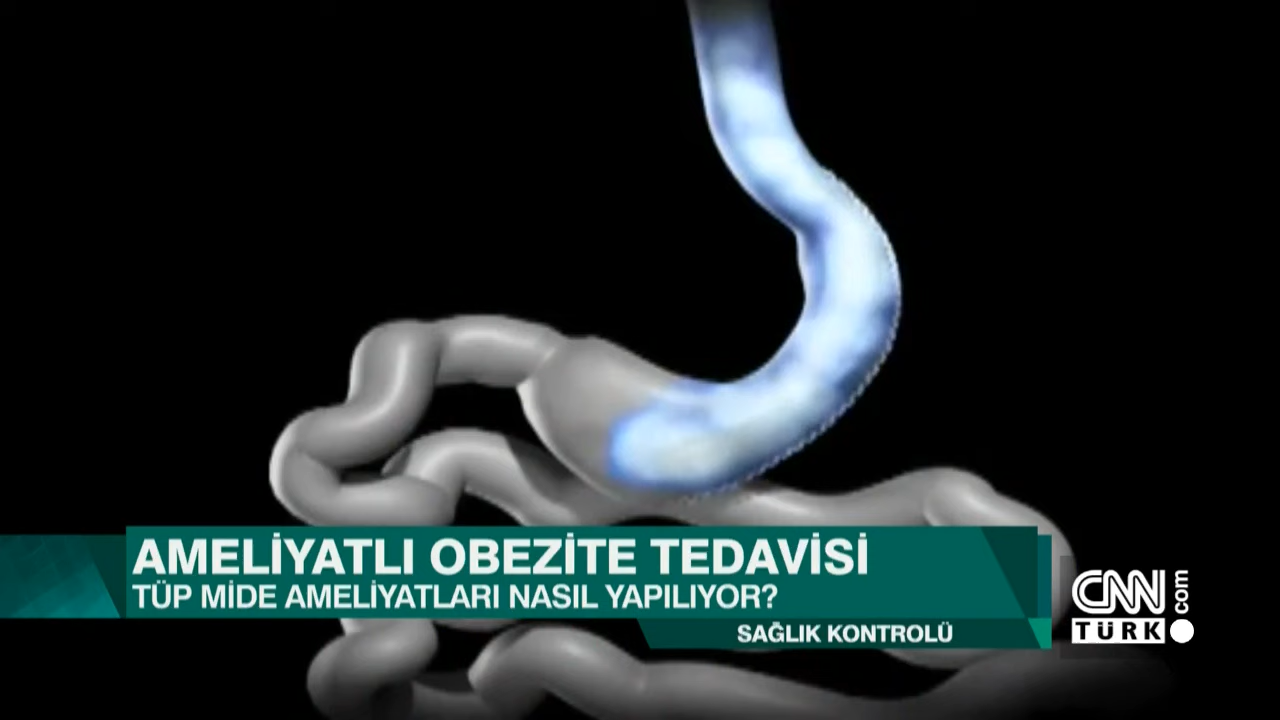 AMELİYATLI OBEZİTE TEDAVİSİ
TÜP MİDE AMELİYATLARI NASIL YAPILIYOR?
SAĞLIK KONTROLÜ
CNN
TÜRK
.com